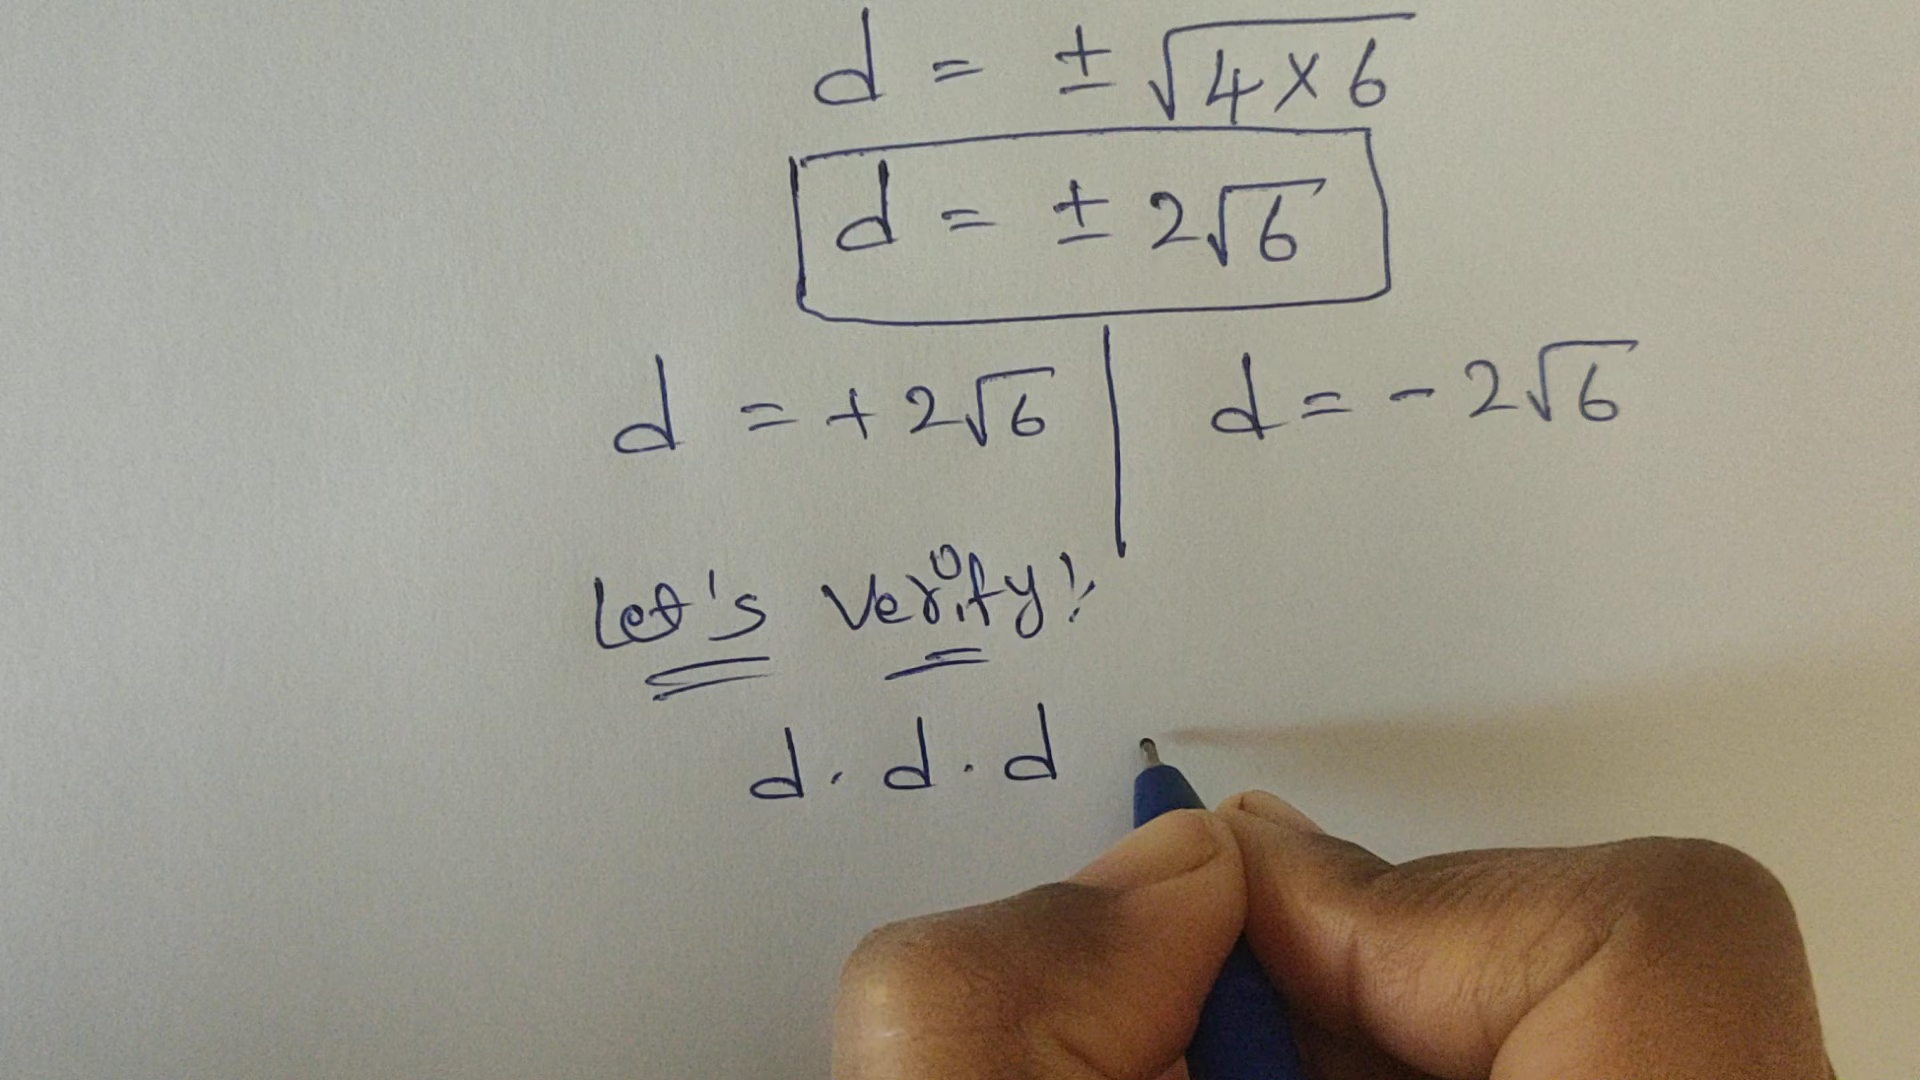 d = ± √4×6
d = ± 2√6
d = + 2√6 | d = - 2√6
Let's Verify!
d . d . d